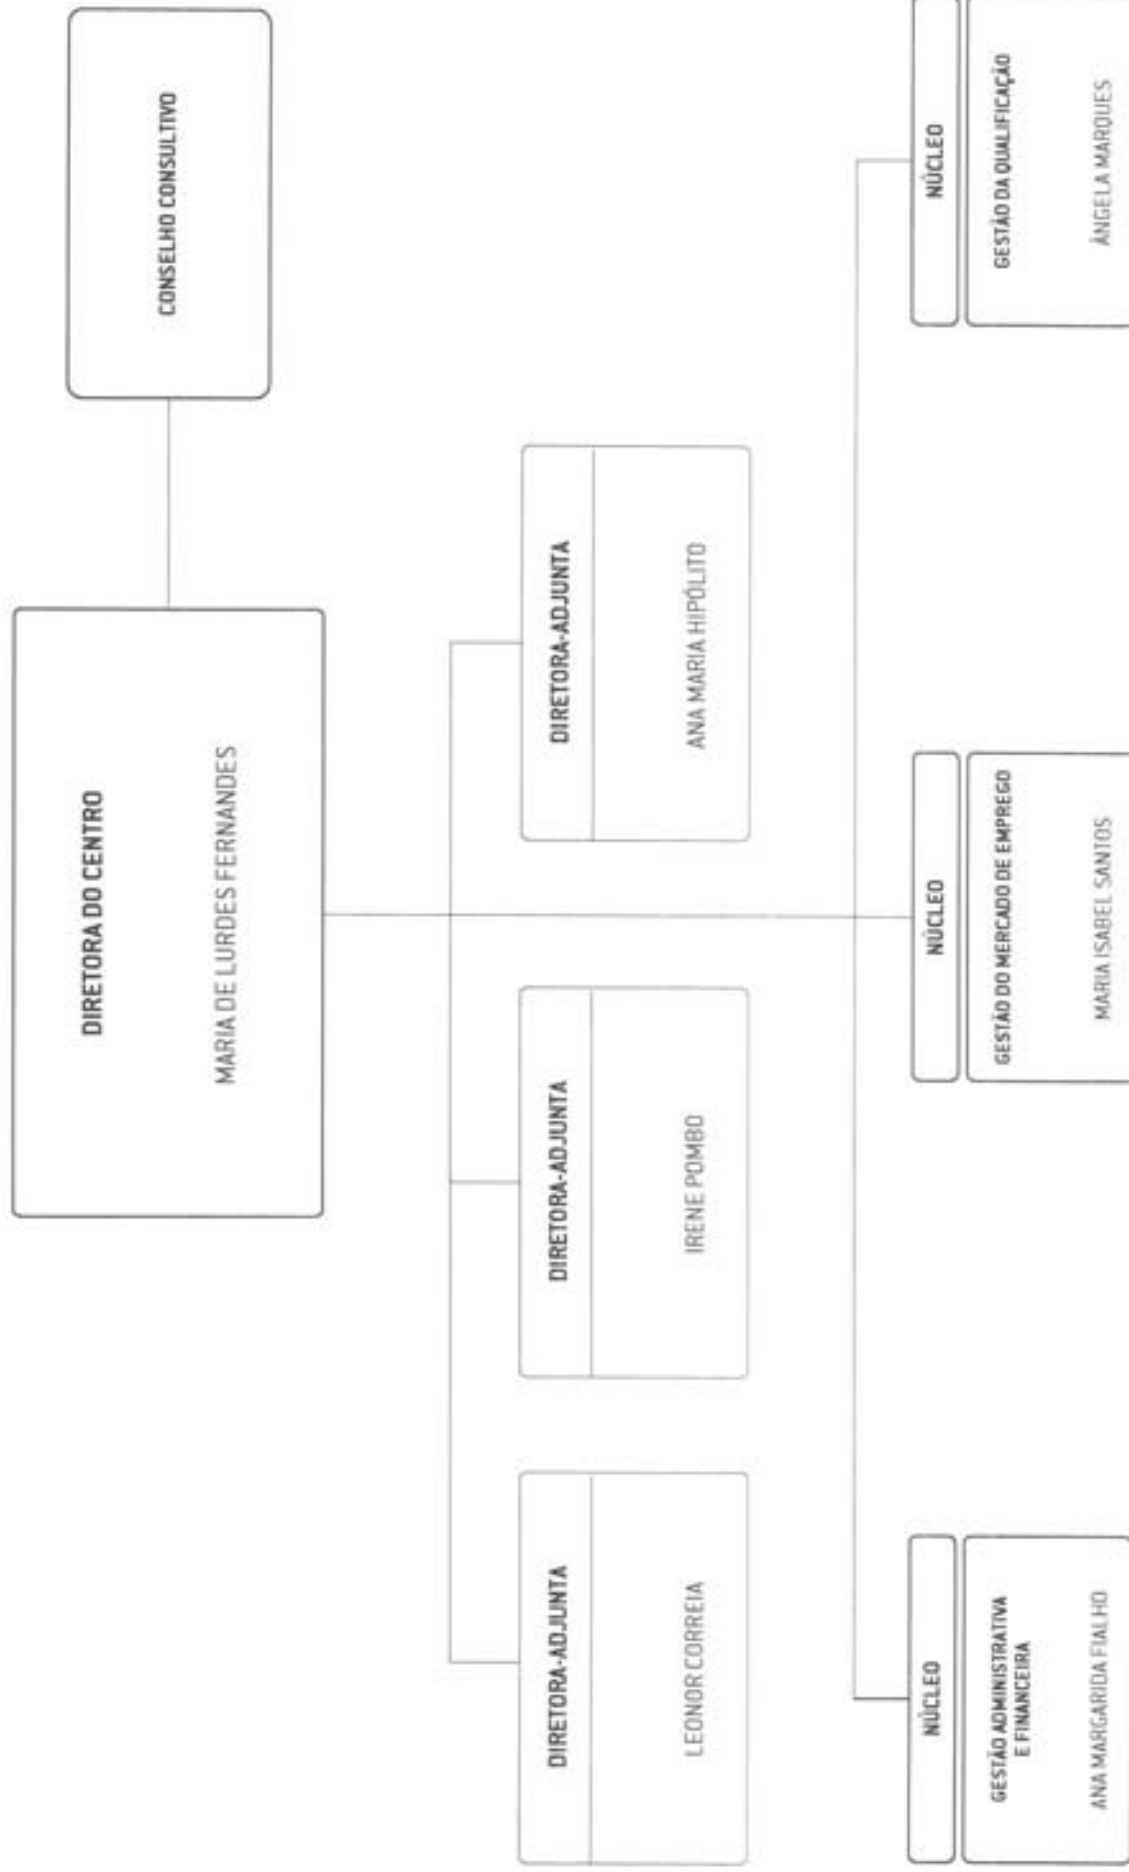 CONSELHO CONSULTIVO
DIRETORA DO CENTRO
MARIA DE LURDES FERNANDES
DIRETORA-ADJUNTA
LEONOR CORREIA
DIRETORA-ADJUNTA
IRENE POMBO
DIRETORA-ADJUNTA
ANA MARIA HIPÓLITO
NÚCLEO
GESTÃO ADMINISTRATIVA
E FINANCEIRA
ANA MARGARIDA FIALHO
NÚCLEO
GESTÃO DO MERCADO DE EMPREGO
MARIA ISABEL SANTOS
NÚCLEO
GESTÃO DA QUALIFICAÇÃO
ÂNGELA MARQUES